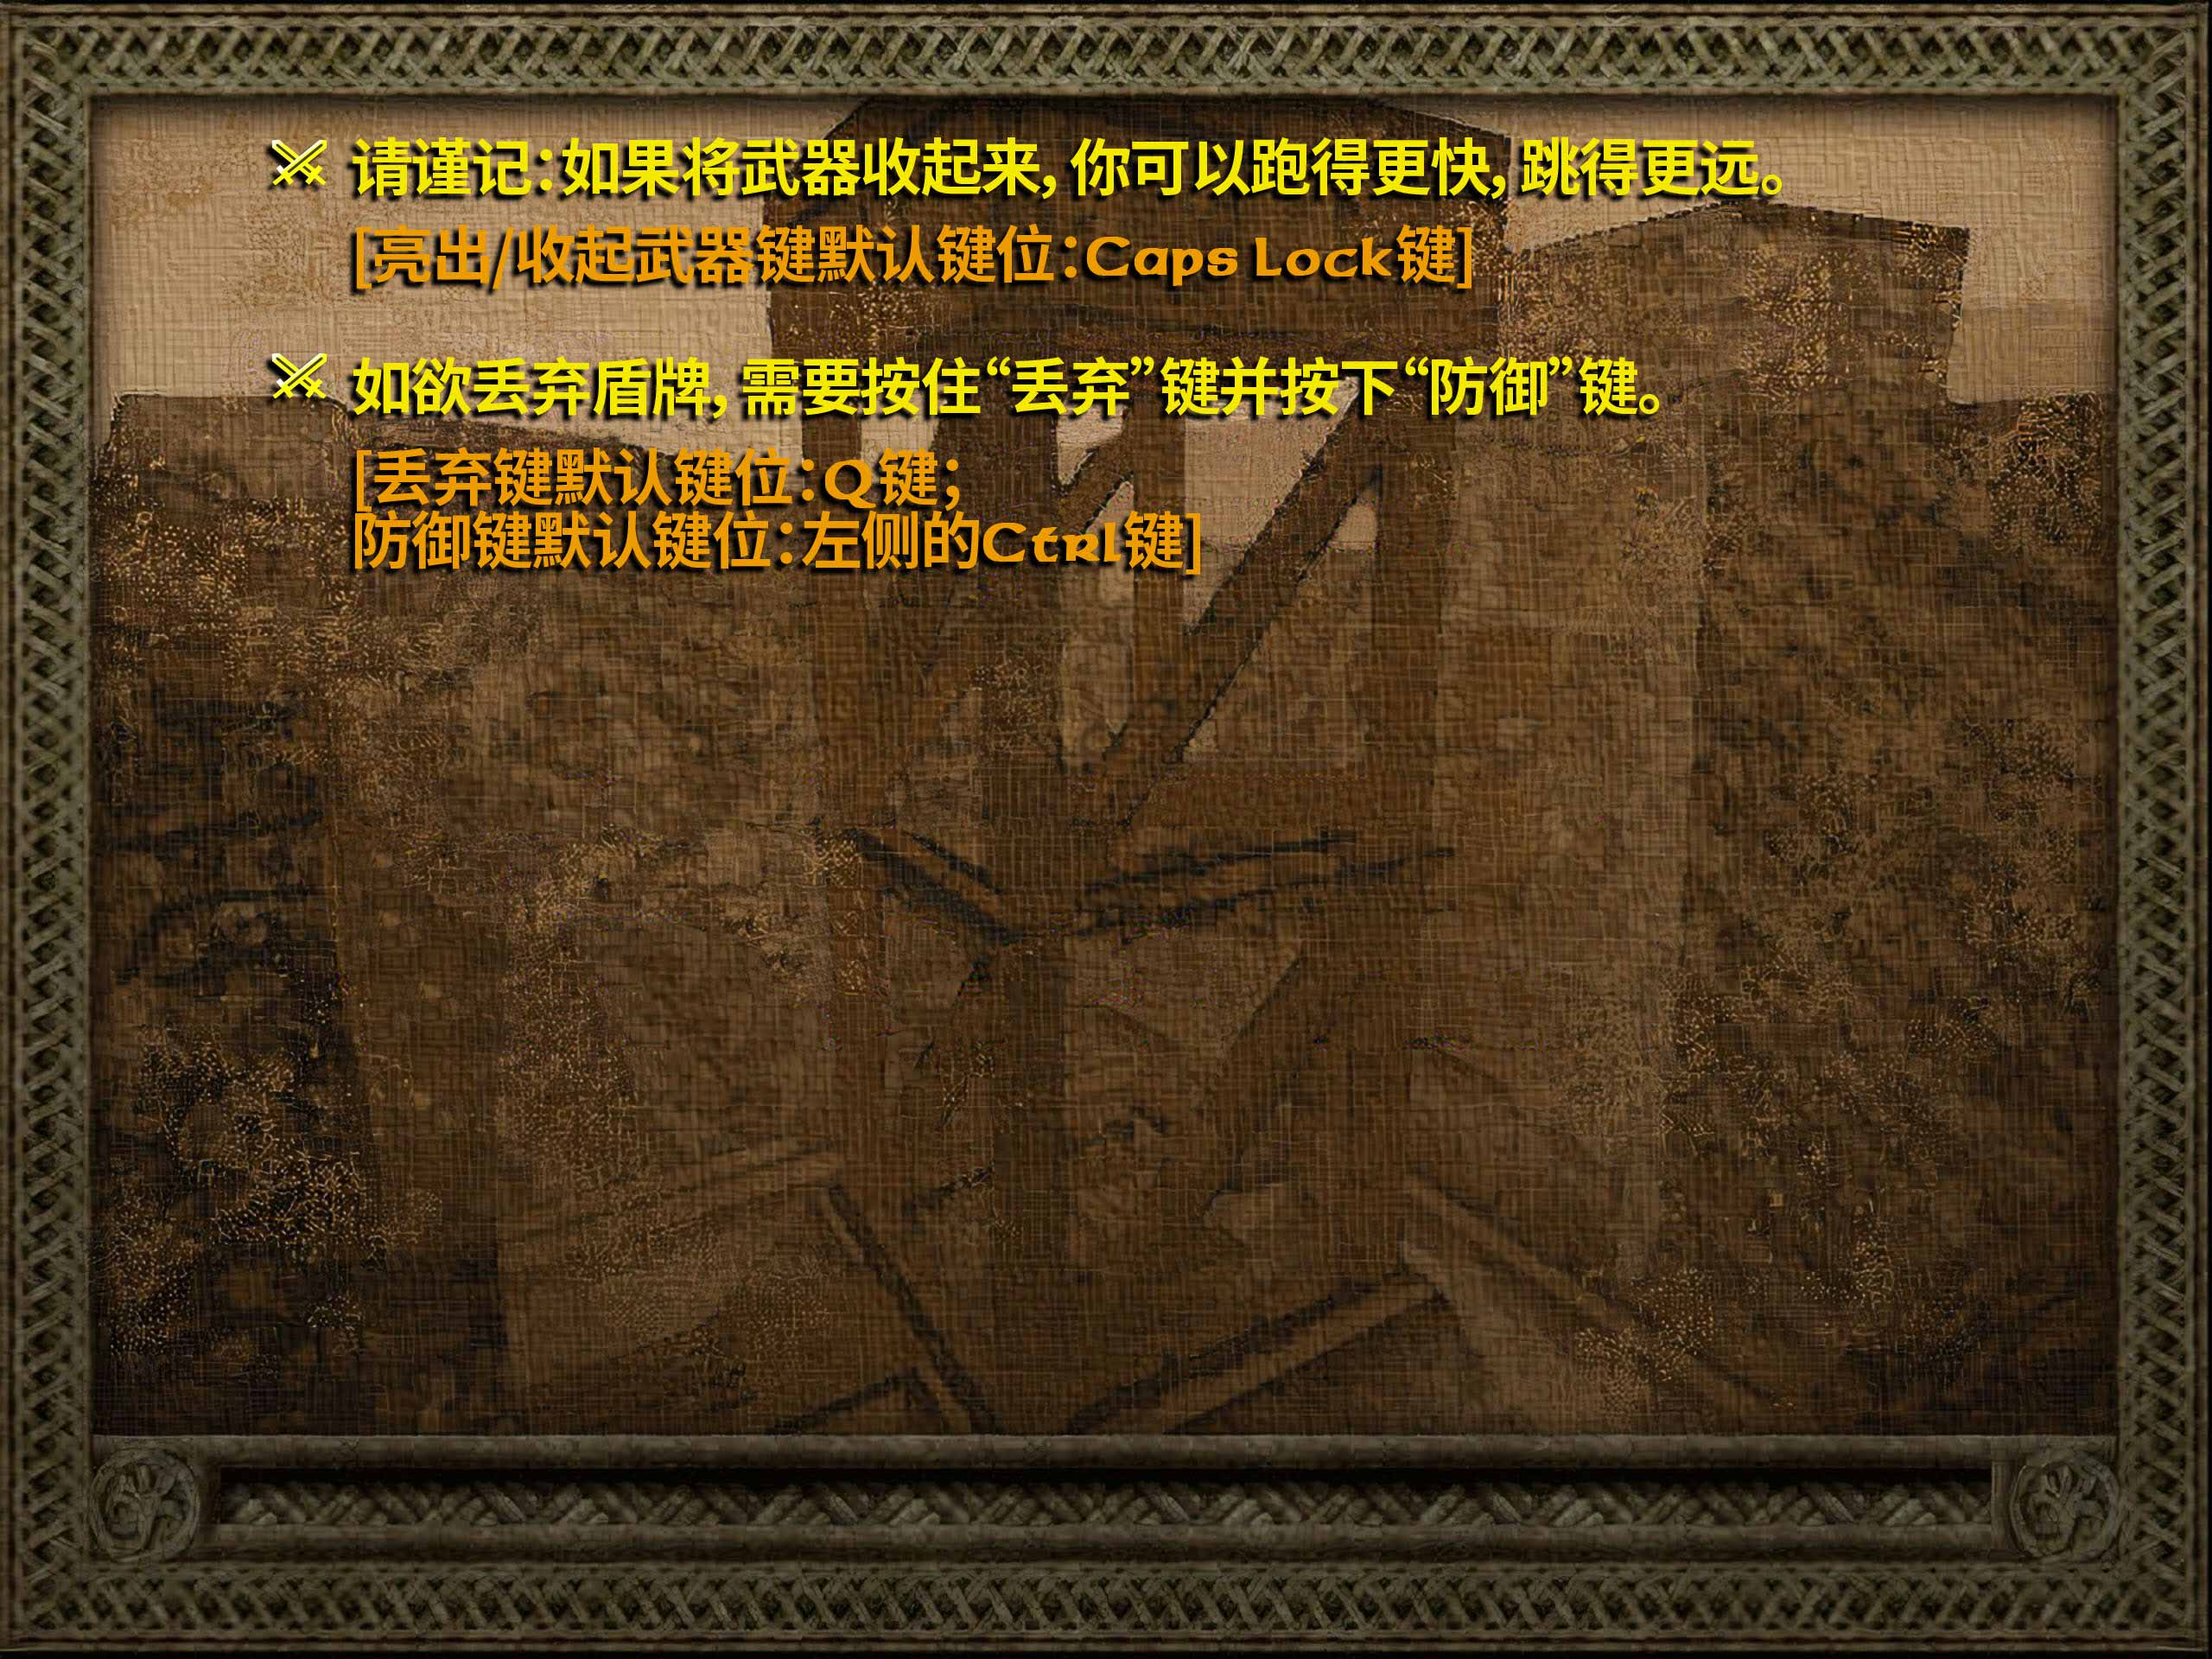 请谨记：如果将武器收起来，你可以跑得更快，跳得更远。
[亮出/收起武器键默认键位：Caps Lock键]
如欲丢弃盾牌，需要按住“丢弃”键并按下“防御”键。
[丢弃键默认键位：Q键；
防御键默认键位：左侧的Ctrl键]